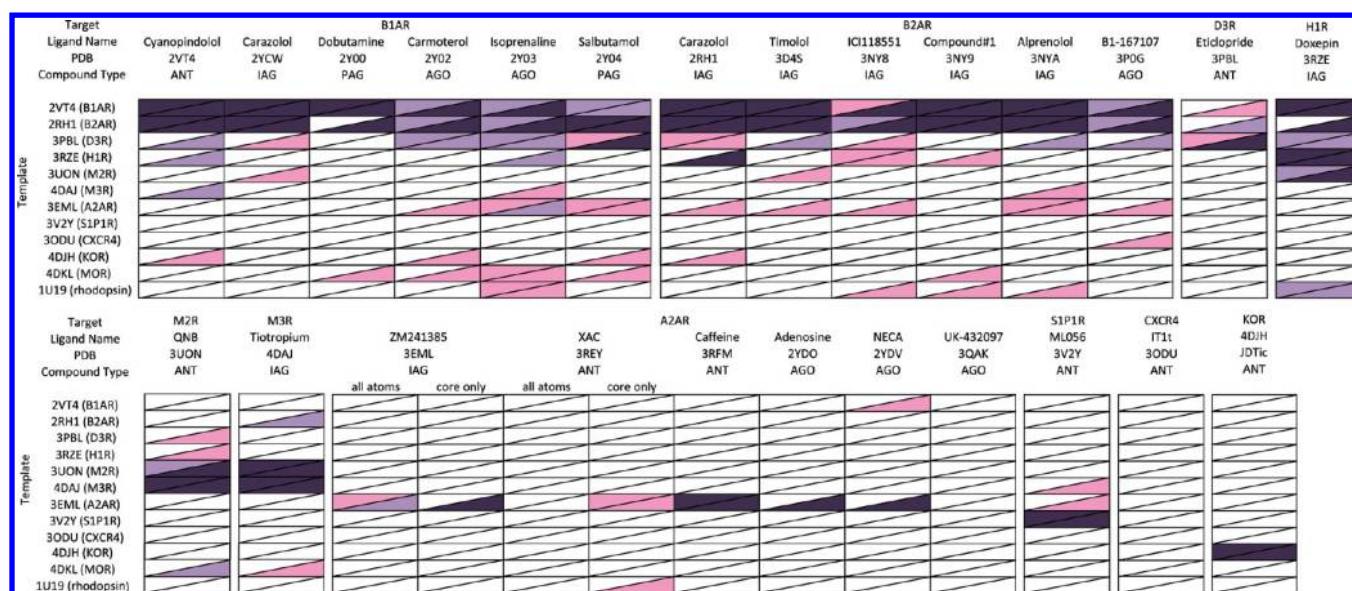 Target B1AR B2AR D3R H1R
Ligand Name Cyanopindolol Carazolol Dobutamine Carmoterol Isoprenaline Salbutamol Carazolol Timolol ICI118551 Compound#1 Alprenolol B1-167107 Eticlopride Doxepin
PDB 2VT4 2YCW 2Y00 2Y02 2Y03 2Y04 2RH1 3D4S 3NY8 3NY9 3NYA 3P0G 3PBL 3RZE
Compound Type ANT IAG PAG AGO AGO PAG IAG IAG IAG IAG IAG AGO ANT IAG
Template
2VT4 (B1AR)
2RH1 (B2AR)
3PBL (D3R)
3RZE (H1R)
3UON (M2R)
4DAJ (M3R)
3EML (A2AR)
3V2Y (S1P1R)
3ODU (CXCR4)
4DJH (KOR)
4DKL (MOR)
1U19 (rhodopsin)
Target M2R M3R A2AR S1P1R CXCR4 KOR
Ligand Name QNB Tiotropium ZM241385 XAC Caffeine Adenosine NECA UK-432097 ML056 IT1t 4DJH
PDB 3UON 4DAJ 3EML 3REY 3RFM 2YDO 2YDV 3QAK 3V2Y 3ODU JDTic
Compound Type ANT IAG IAG ANT ANT AGO AGO AGO ANT ANT ANT
all atoms core only all atoms core only
Template
2VT4 (B1AR)
2RH1 (B2AR)
3PBL (D3R)
3RZE (H1R)
3UON (M2R)
4DAJ (M3R)
3EML (A2AR)
3V2Y (S1P1R)
3ODU (CXCR4)
4DJH (KOR)
4DKL (MOR)
1U19 (rhodopsin)